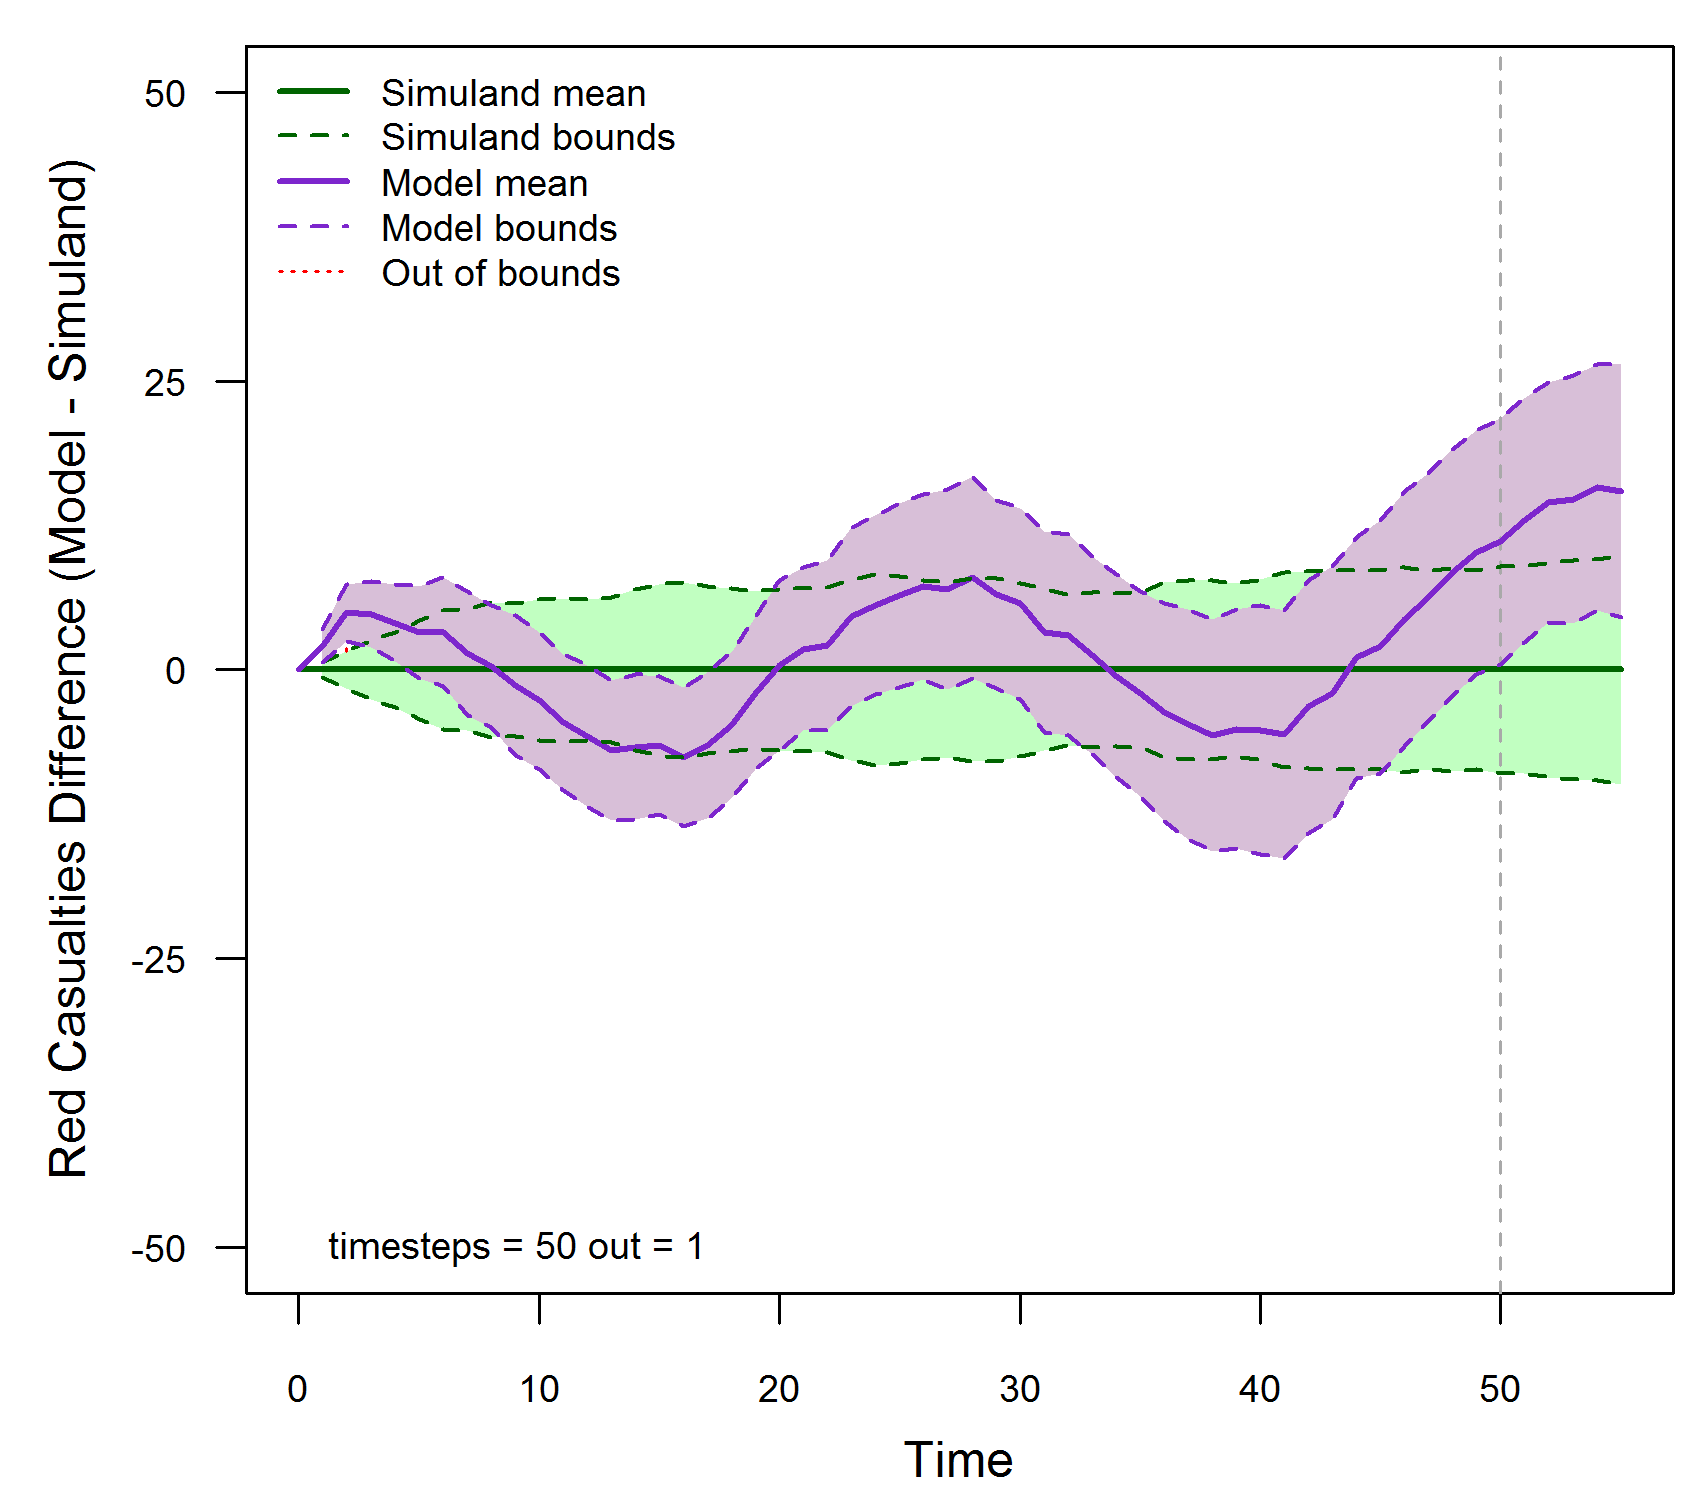 Simuland mean
Simuland bounds
Model mean
Model bounds
Out of bounds
50
25
0
-25
-50
Red Casualties Difference (Model - Simuland)
timesteps = 50 out = 1
0 10 20 30 40 50
Time